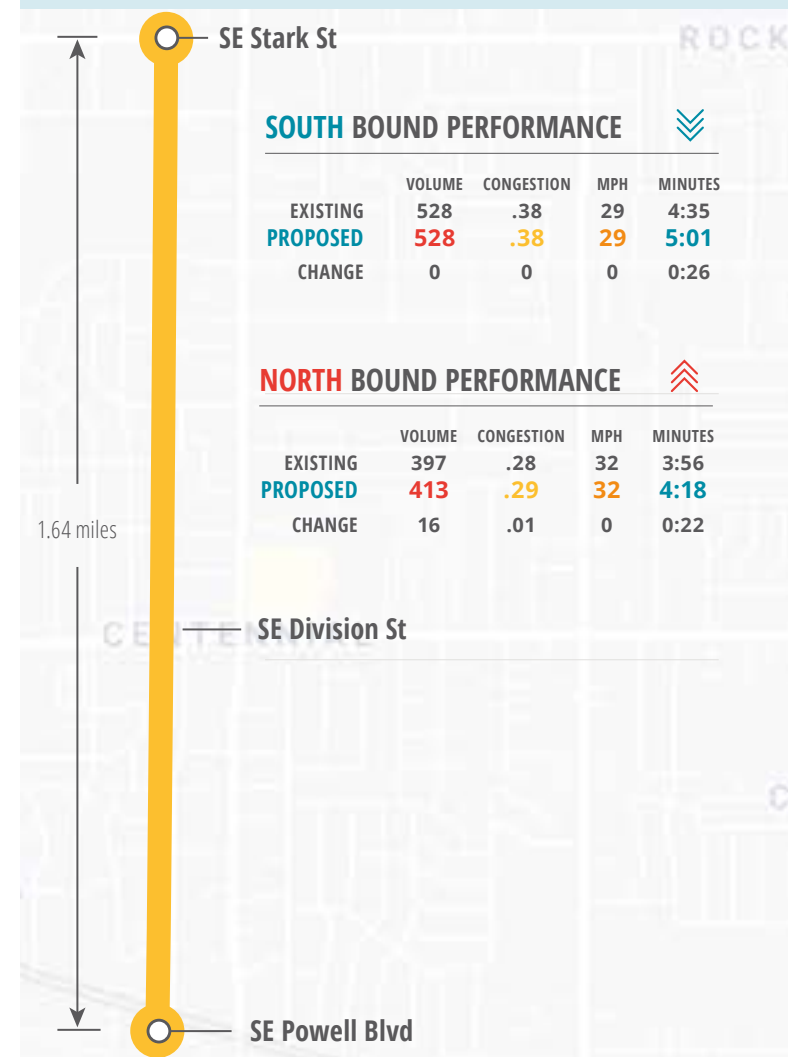 SE Stark St
ROCK
SOUTH BOUND PERFORMANCE
VOLUME CONGESTION MPH MINUTES
EXISTING 528 .38 29 4:35
PROPOSED 528 .38 29 5:01
CHANGE 0 0 0 0:26
NORTH BOUND PERFORMANCE
VOLUME CONGESTION MPH MINUTES
EXISTING 397 .28 32 3:56
PROPOSED 413 .29 32 4:18
CHANGE 16 .01 0 0:22
1.64 miles
CENTENNIAL
SE Division St
C
SE Powell Blvd